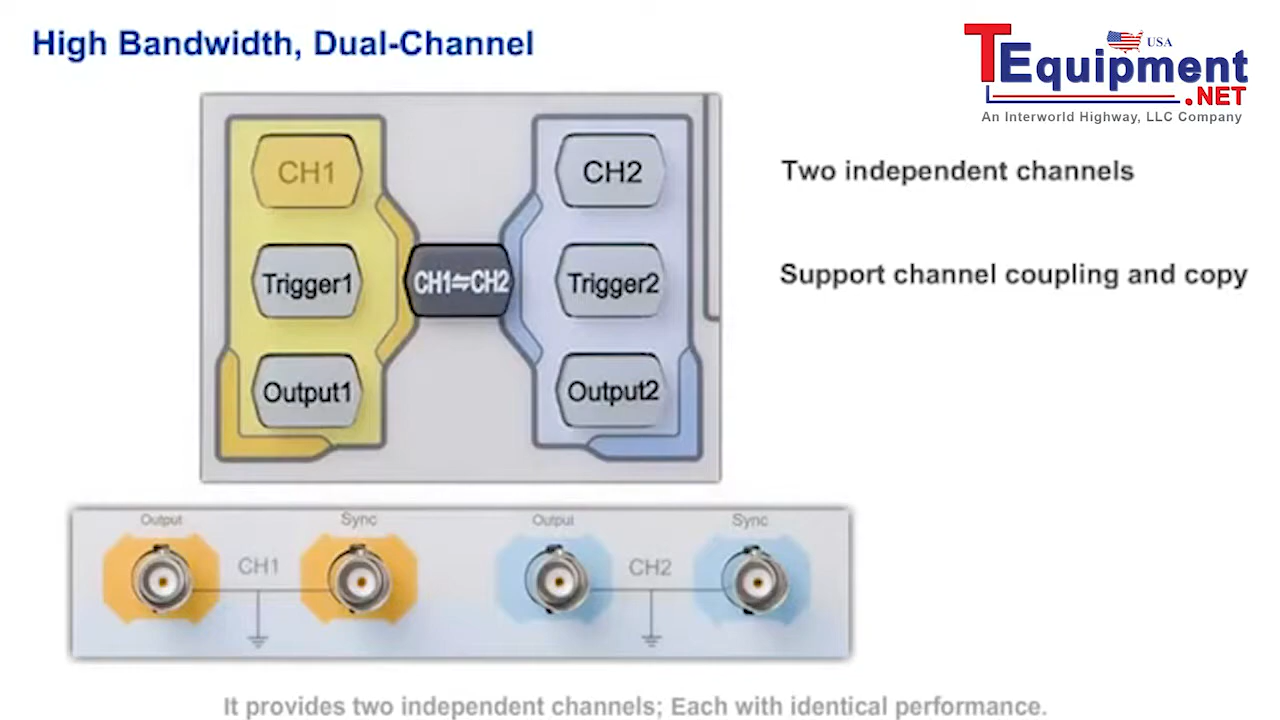 High Bandwidth, Dual-Channel
USA
TEquipment
.NET
An Interworld Highway, LLC Company
CH1
CH2
Two independent channels
Trigger1
CH1⇋CH2
Trigger2
Support channel coupling and copy
Output1
Output2
Output
Sync
Output
Sync
CH1
CH2
It provides two independent channels; Each with identical performance.